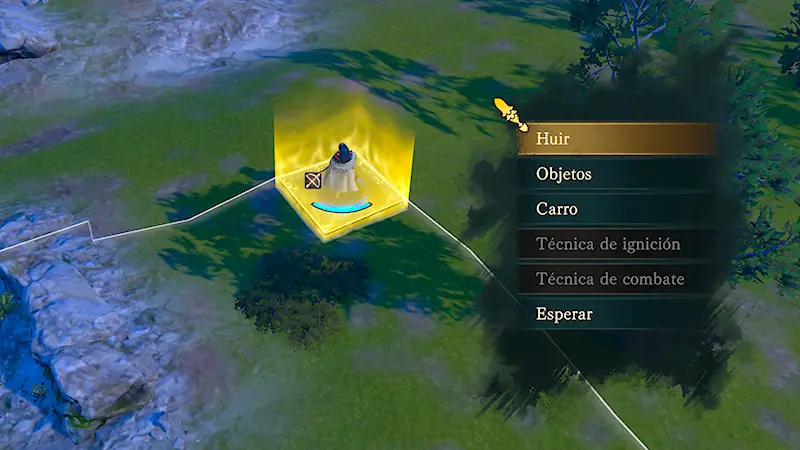 Huir
Objetos
Carro
Técnica de ignición
Técnica de combate
Esperar